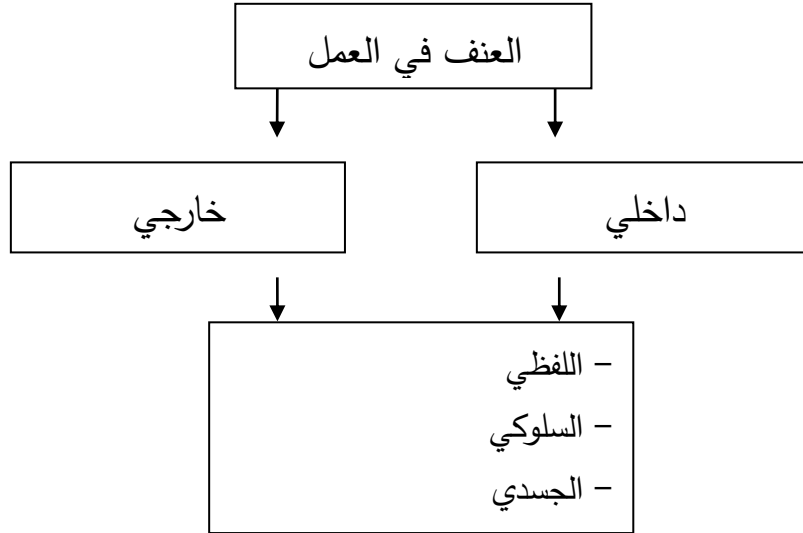 العنف في العمل
داخلي
خارجي
– اللفظي
– السلوكي
– الجسدي